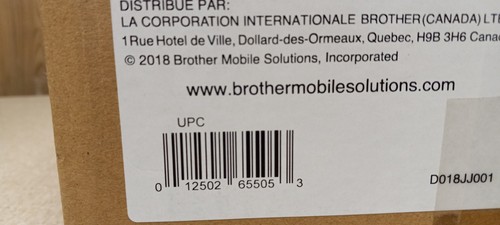 DISTRIBUÉ PAR:
LA CORPORATION INTERNATIONALE BROTHER (CANADA) LT
1 Rue Hotel de Ville, Dollard-des-Ormeaux, Quebec, H9B 3H6 Cana
© 2018 Brother Mobile Solutions, Incorporated
www.brothermobilesolutions.com
UPC
0 12502 65505 3
D018JJ001